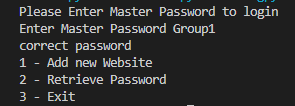 Please Enter Master Password to login
Enter Master Password Group1
correct password
1 - Add new Website
2 - Retrieve Password
3 - Exit